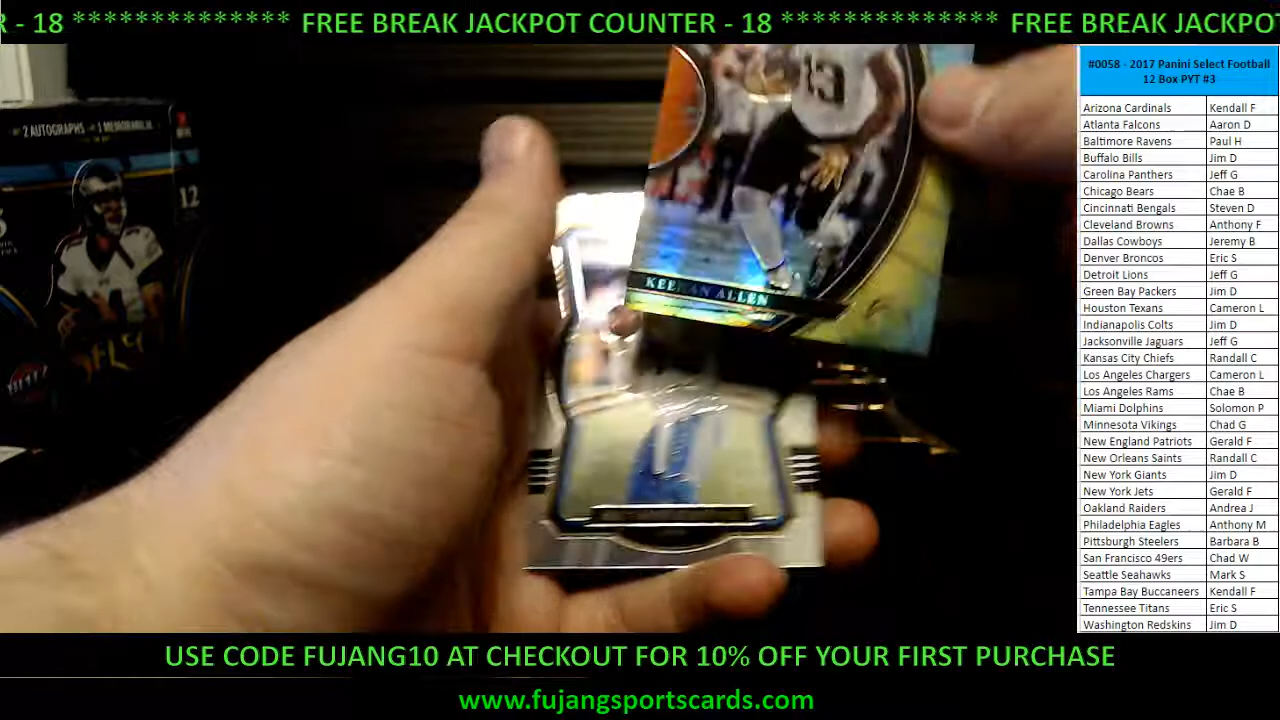 R - 18 ************** FREE BREAK JACKPOT COUNTER - 18 ************** FREE BREAK JACKPOT
#0058 - 2017 Panini Select Football
12 Box PYT #3
Arizona Cardinals Kendall F
Atlanta Falcons Aaron D
Baltimore Ravens Paul H
Buffalo Bills Jim D
Carolina Panthers Jeff G
Chicago Bears Chae B
Cincinnati Bengals Steven D
Cleveland Browns Anthony F
Dallas Cowboys Jeremy B
Denver Broncos Eric S
Detroit Lions Jeff G
Green Bay Packers Jim D
Houston Texans Cameron L
Indianapolis Colts Jim D
Jacksonville Jaguars Jeff G
Kansas City Chiefs Randall C
Los Angeles Chargers Cameron L
Los Angeles Rams Chae B
Miami Dolphins Solomon P
Minnesota Vikings Chad G
New England Patriots Gerald F
New Orleans Saints Randall C
New York Giants Jim D
New York Jets Gerald F
Oakland Raiders Andrea J
Philadelphia Eagles Anthony M
Pittsburgh Steelers Barbara B
San Francisco 49ers Chad W
Seattle Seahawks Mark S
Tampa Bay Buccaneers Kendall F
Tennessee Titans Eric S
Washington Redskins Jim D
2 AUTOGRAPHS 1 MEMORABILIA
12
13
KEENAN ALLEN
USE CODE FUJANG10 AT CHECKOUT FOR 10% OFF YOUR FIRST PURCHASE
www.fujangsportscards.com